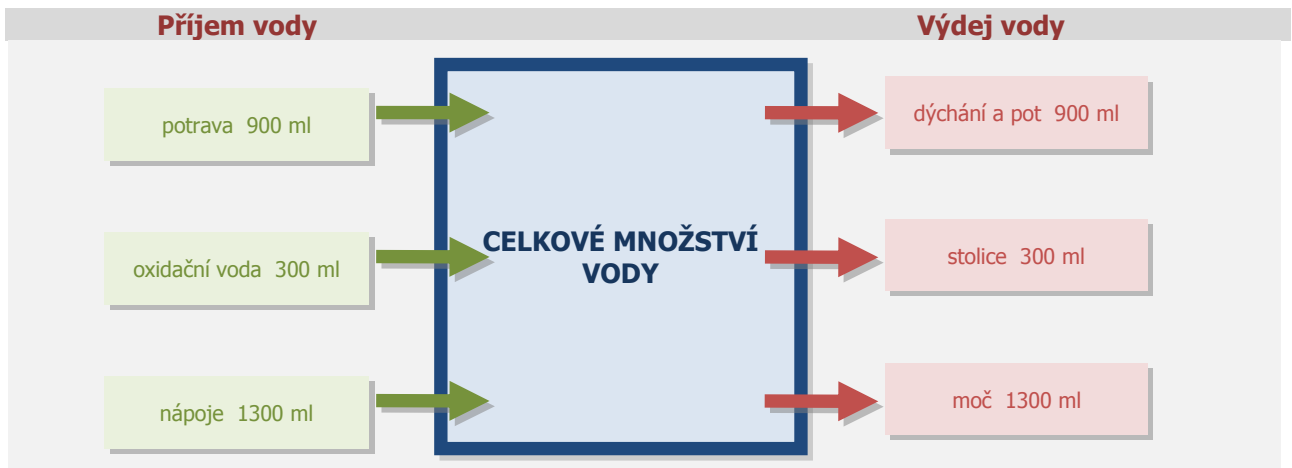 Příjem vody
Výdej vody
potrava 900 ml
dýchání a pot 900 ml
CELKOVÉ MNOŽSTVÍ
VODY
oxidační voda 300 ml
stolice 300 ml
nápoje 1300 ml
moč 1300 ml